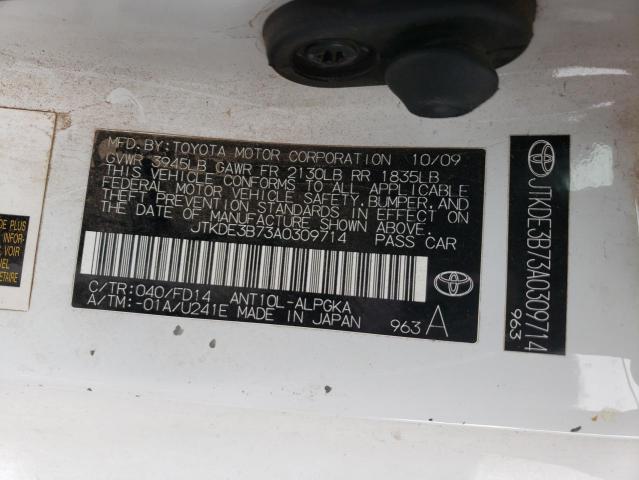 MFD. BY: TOYOTA MOTOR CORPORATION 10/09
GVWR 3945LB GAWR FR 2130LB RR 1835LB
THIS VEHICLE CONFORMS TO ALL APPLICABLE
FEDERAL MOTOR VEHICLE SAFETY, BUMPER, AND
THEFT PREVENTION STANDARDS IN EFFECT ON
THE DATE OF MANUFACTURE SHOWN ABOVE.
JTKDE3B73A0309714 PASS CAR
C/TR: 040/FD14 ANT10L-ALPGKA
A/TM: -01A/U241E MADE IN JAPAN 963 A
JTKDE3B73A0309714
963
, VOIR
ETAIRE